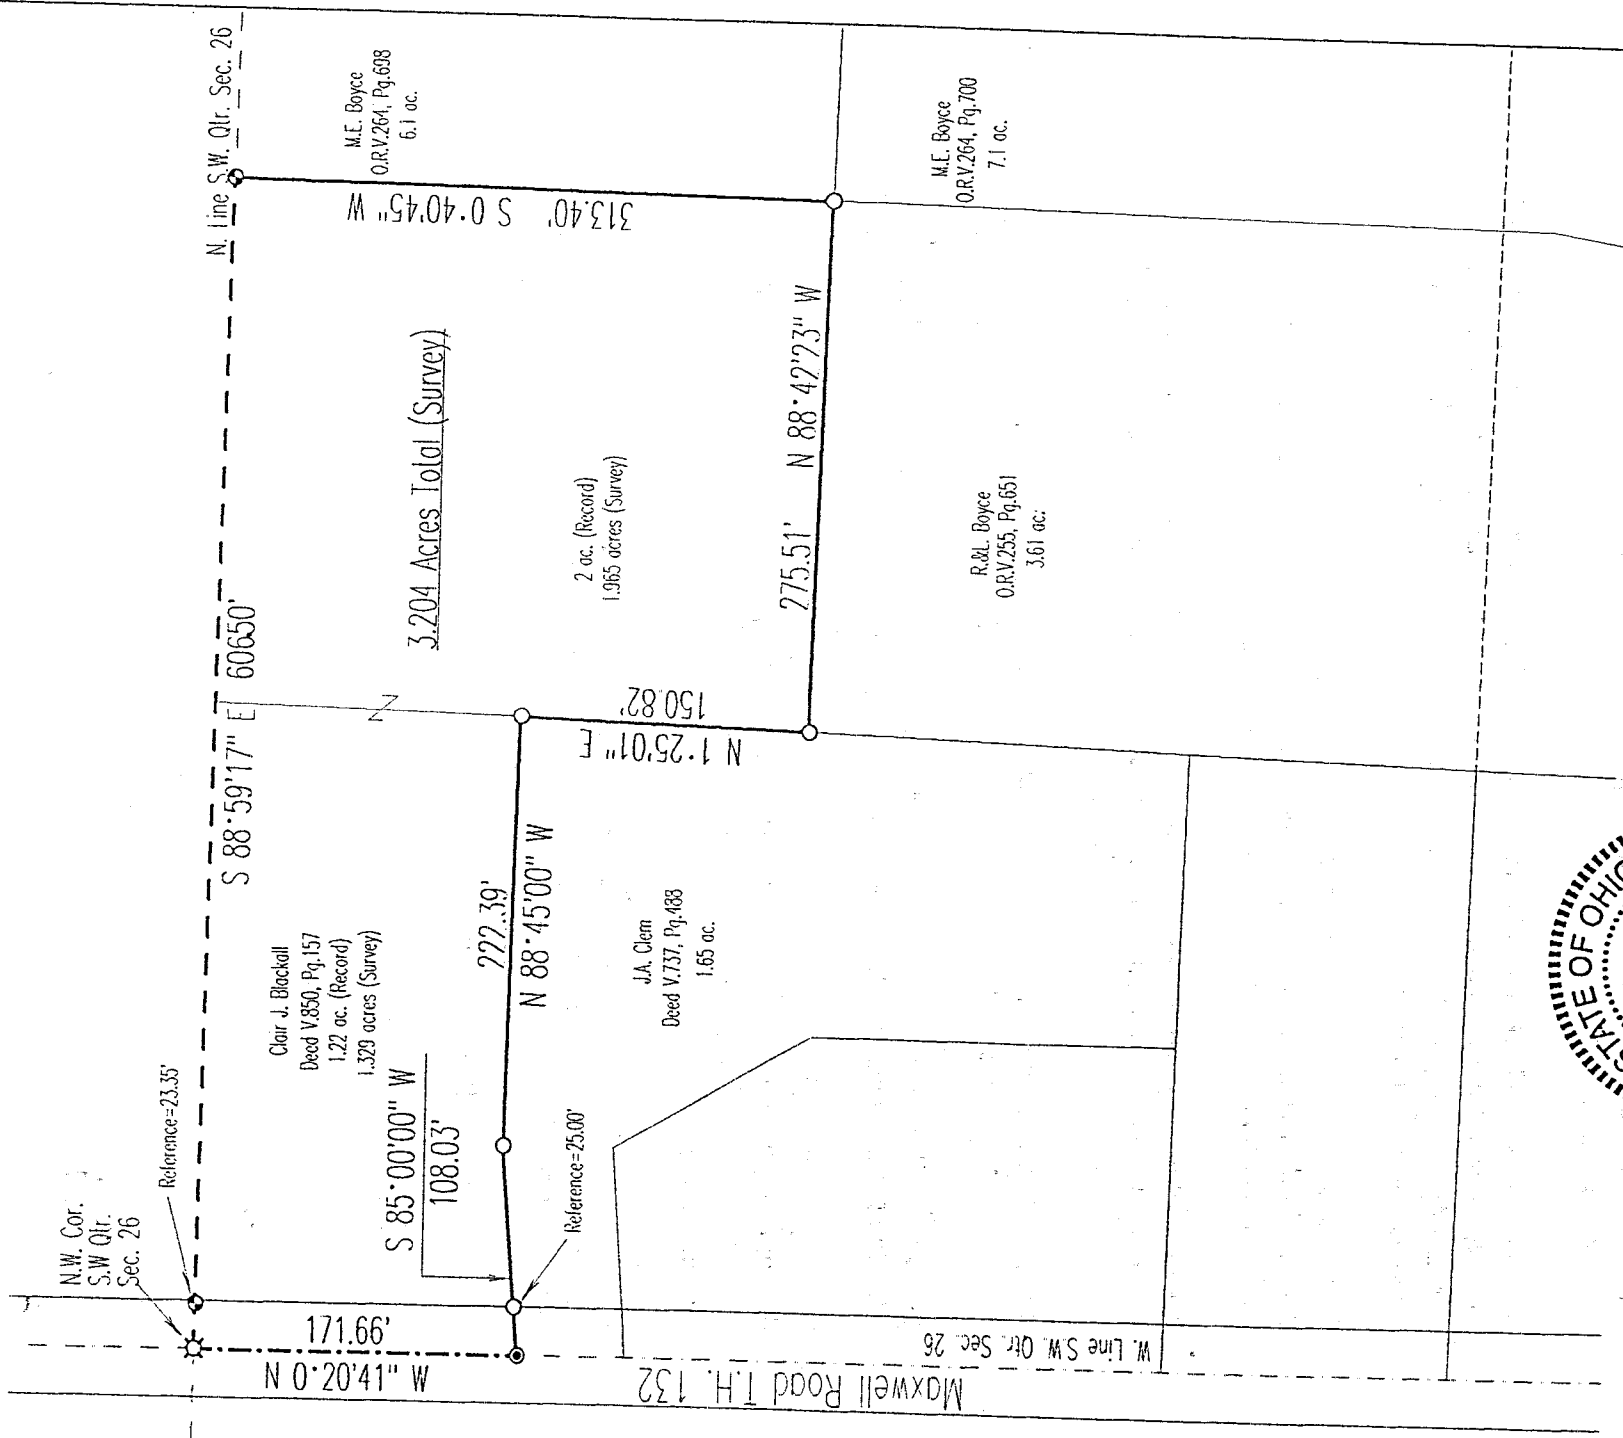 N. Line S.W. Qtr. Sec. 26
M.E. Boyce
O.R.V.264, Pg.698
6.1 ac.
M.E. Boyce
O.R.V.264, Pg.700
7.1 ac.
S 0°40'45" W
313.40'
3.204 Acres Total (Survey)
2 ac. (Record)
1.965 acres (Survey)
275.51'
N 88°42'23" W
R.&L. Boyce
O.R.V.255, Pg.651
3.61 ac.
S 88°59'17" E
606.50'
150.82'
N 1°25'01" E
Clair J. Blackall
Deed V.850, Pg.157
1.22 ac. (Record)
1.329 acres (Survey)
222.39'
N 88°45'00" W
J.A. Clem
Deed V.737, Pg.488
1.65 ac.
S 85°00'00" W
108.03'
Reference=23.35'
Reference=25.00'
N.W. Cor.
S.W Qtr.
Sec. 26
171.66'
N 0°20'41" W
W. Line S.W. Qtr. Sec. 26
Maxwell Road T.H. 132
STATE OF OHIO